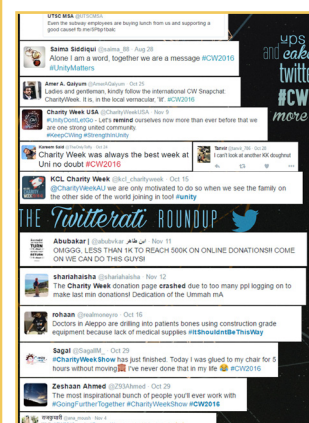 UTSC MSA @UTSCMSA
Even the subway employees are buying lunch from us and supporting a
good cause!
Saima Siddiqui @saima_88 · Aug 28
Alone I am a word, together we are a message #CW2016
#UnityMatters
Amer A. Qaiyum @AmerAQaiyum · Oct 25
Ladies and gentleman, kindly follow the international CW Snapchat.
CharityWeek. It is, in the local vernacular, 'lit'. #CW2016
Charity Week USA @CharityWeekUSA · Nov 9
#UnityDontLetGo - Let's remind ourselves now more than ever before that we
are one strong united community.
#KeepCWing #StrengthInUnity
Kareem Said
Charity Week was always the best week at
Uni no doubt #CW2016
I can't look at another KK doughnut
KCL Charity Week @kcl_charityweek · Oct 15
@CharityWeekAU we are only motivated to do so when we see the family on
the other side of the world joining in too! #unity
ups
and cake
twitte
#CW
more
THE Twitterati ROUNDUP
Abubakar | ابن طاهر @abubvkar · Nov 11
OMGGG, LESS THAN 1K TO REACH 500K ON ONLINE DONATIONS!! COME
ON WE CAN DO THIS GUYS!
shariahaisha @shariahaisha · Nov 12
The Charity Week donation page crashed due to too many ppl logging on to
make last min donations! Dedication of the Ummah mA
rohaan @realmoneyro · Oct 16
Doctors in Aleppo are drilling into patients bones using construction grade
equipment because lack of medical supplies #ItShouldntBeThisWay
Sagal @SagalIM_ · Oct 29
#CharityWeekShow has just finished. Today I was glued to my chair for 5
hours without moving I've never done that in my life 😂 #CW2016
Zeshaan Ahmed @Z93Ahmed · Oct 29
The most inspirational bunch of people you'll ever work with
#GoingFurtherTogether #CharityWeekShow #CW2016
Nov 4